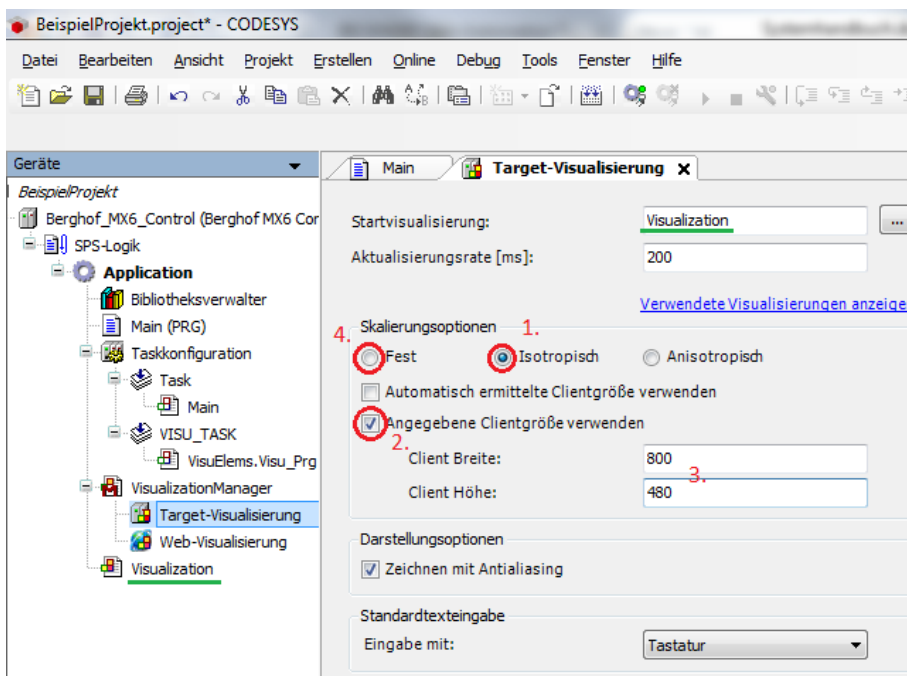 BeispielProjekt.project* - CODESYS
Datei Bearbeiten Ansicht Projekt Erstellen Online Debug Tools Fenster Hilfe
Geräte
BeispielProjekt
Berghof_MX6_Control (Berghof MX6 Cor
SPS-Logik
Application
Bibliotheksverwalter
Main (PRG)
Taskkonfiguration
Task
Main
VISU_TASK
VisuElems.Visu_Prg
VisualizationManager
Target-Visualisierung
Web-Visualisierung
Visualization
Main Target-Visualisierung X
Startvisualisierung: Visualization ...
Aktualisierungsrate [ms]: 200
Verwendete Visualisierungen anzeige
Skalierungsoptionen
4. Fest 1. Isotropisch Anisotropisch
Automatisch ermittelte Clientgröße verwenden
2. Angegebene Clientgröße verwenden
Client Breite: 800
3.
Client Höhe: 480
Darstellungsoptionen
Zeichnen mit Antialiasing
Standardtexteingabe
Eingabe mit: Tastatur